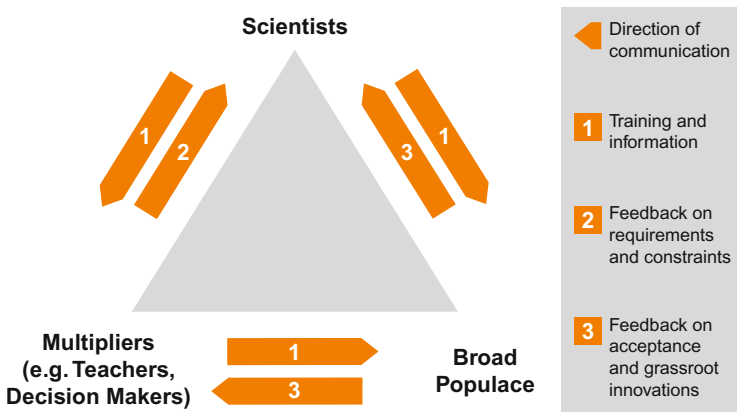 Scientists
1
2
3
1
Multipliers
(e.g. Teachers,
Decision Makers)
1
3
Broad
Populace
Direction of
communication
1
Training and
information
2
Feedback on
requirements
and constraints
3
Feedback on
acceptance
and grassroot
innovations